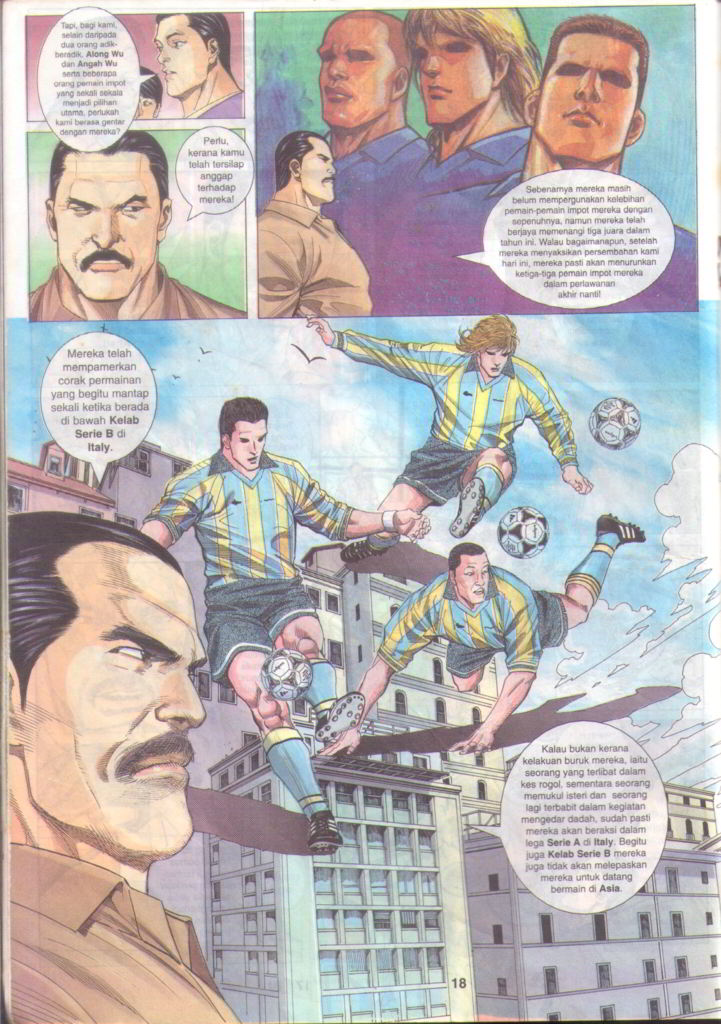 Tapi, bagi kami,
selain daripada
dua orang adik-
beradik, Along Wu
dan Angah Wu
serta beberapa
orang pemain impot
yang sekali sekala
menjadi pilihan
utama, perlukah
kami berasa gentar
dengan mereka?
Perlu,
kerana kamu
telah tersilap
anggap
terhadap
mereka!
Sebenarnya mereka masih
belum mempergunakan kelebihan
pemain-pemain impot mereka dengan
sepenuhnya, namun mereka telah
berjaya memenangi tiga juara dalam
tahun ini. Walau bagaimanapun, setelah
mereka menyaksikan persembahan kami
hari ini, mereka pasti akan menurunkan
ketiga-tiga pemain impot mereka
dalam perlawanan
akhir nanti!
Mereka telah
mempamerkan
corak permainan
yang begitu mantap
sekali ketika berada
di bawah Kelab
Serie B di
Italy.
Kalau bukan kerana
kelakuan buruk mereka, iaitu
seorang yang terlibat dalam
kes rogol, sementara seorang
memukul isteri dan seorang
lagi terbabit dalam kegiatan
mengedar dadah, sudah pasti
mereka akan beraksi dalam
lega Serie A di Italy. Begitu
juga Kelab Serie B mereka
juga tidak akan melepaskan
mereka untuk datang
bermain di Asia.
18